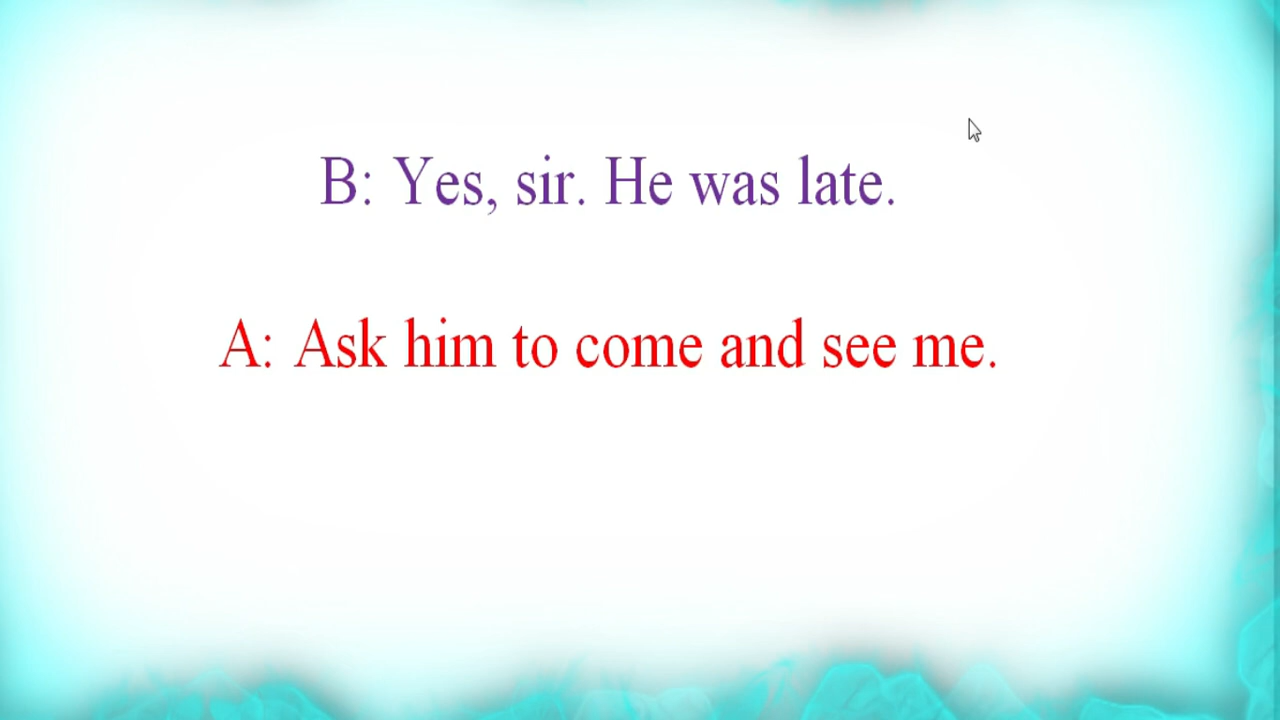 B: Yes, sir. He was late.
A: Ask him to come and see me.